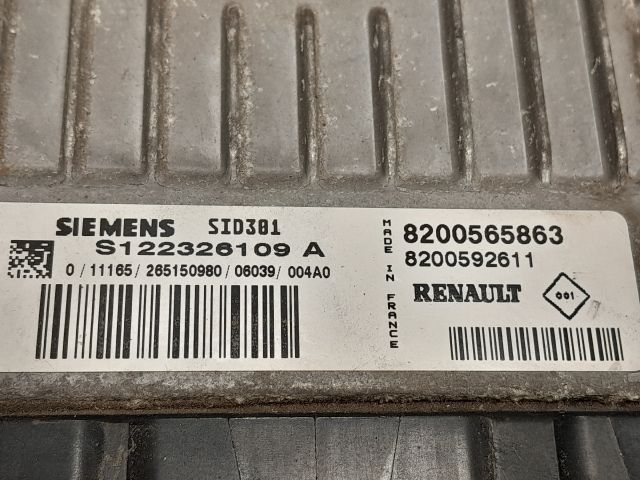 SIEMENS SID301
S122326109 A
0 / 11165 / 265150980 / 06039 / 004A0
MADE IN FRANCE
8200565863
8200592611
RENAULT 001